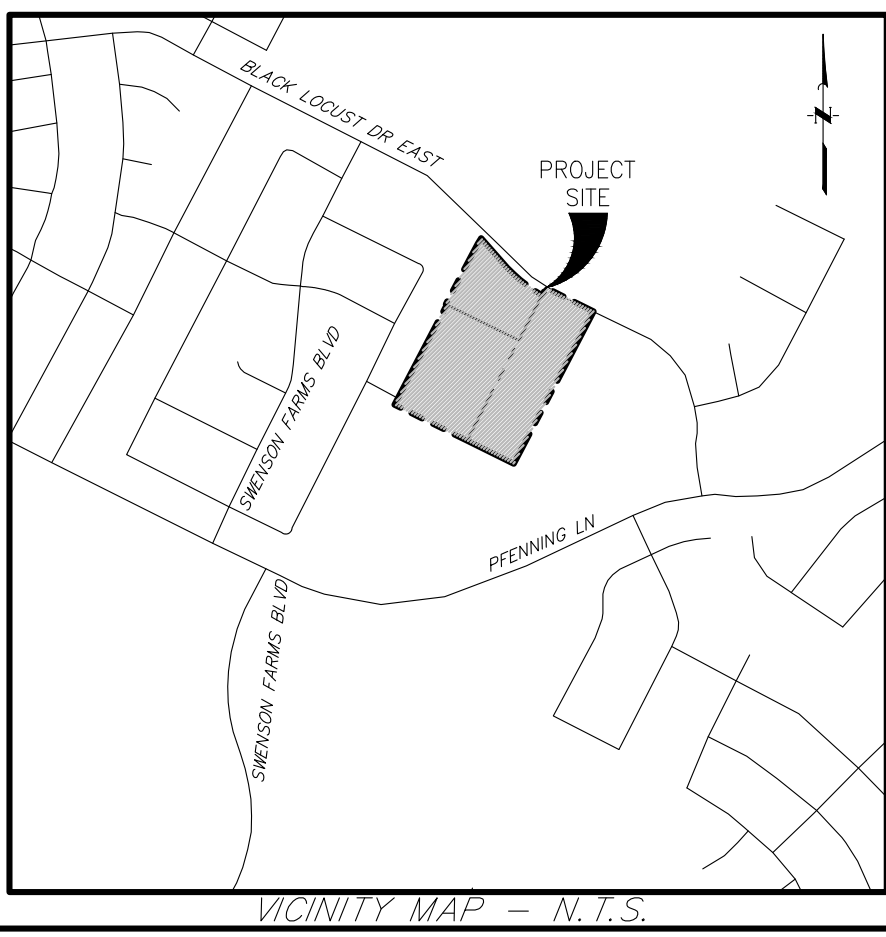 BLACK LOCUST DR EAST
N
PROJECT
SITE
SWENSON FARMS BLVD
PFENNING LN
SWENSON FARMS BLVD
VICINITY MAP - N.T.S.